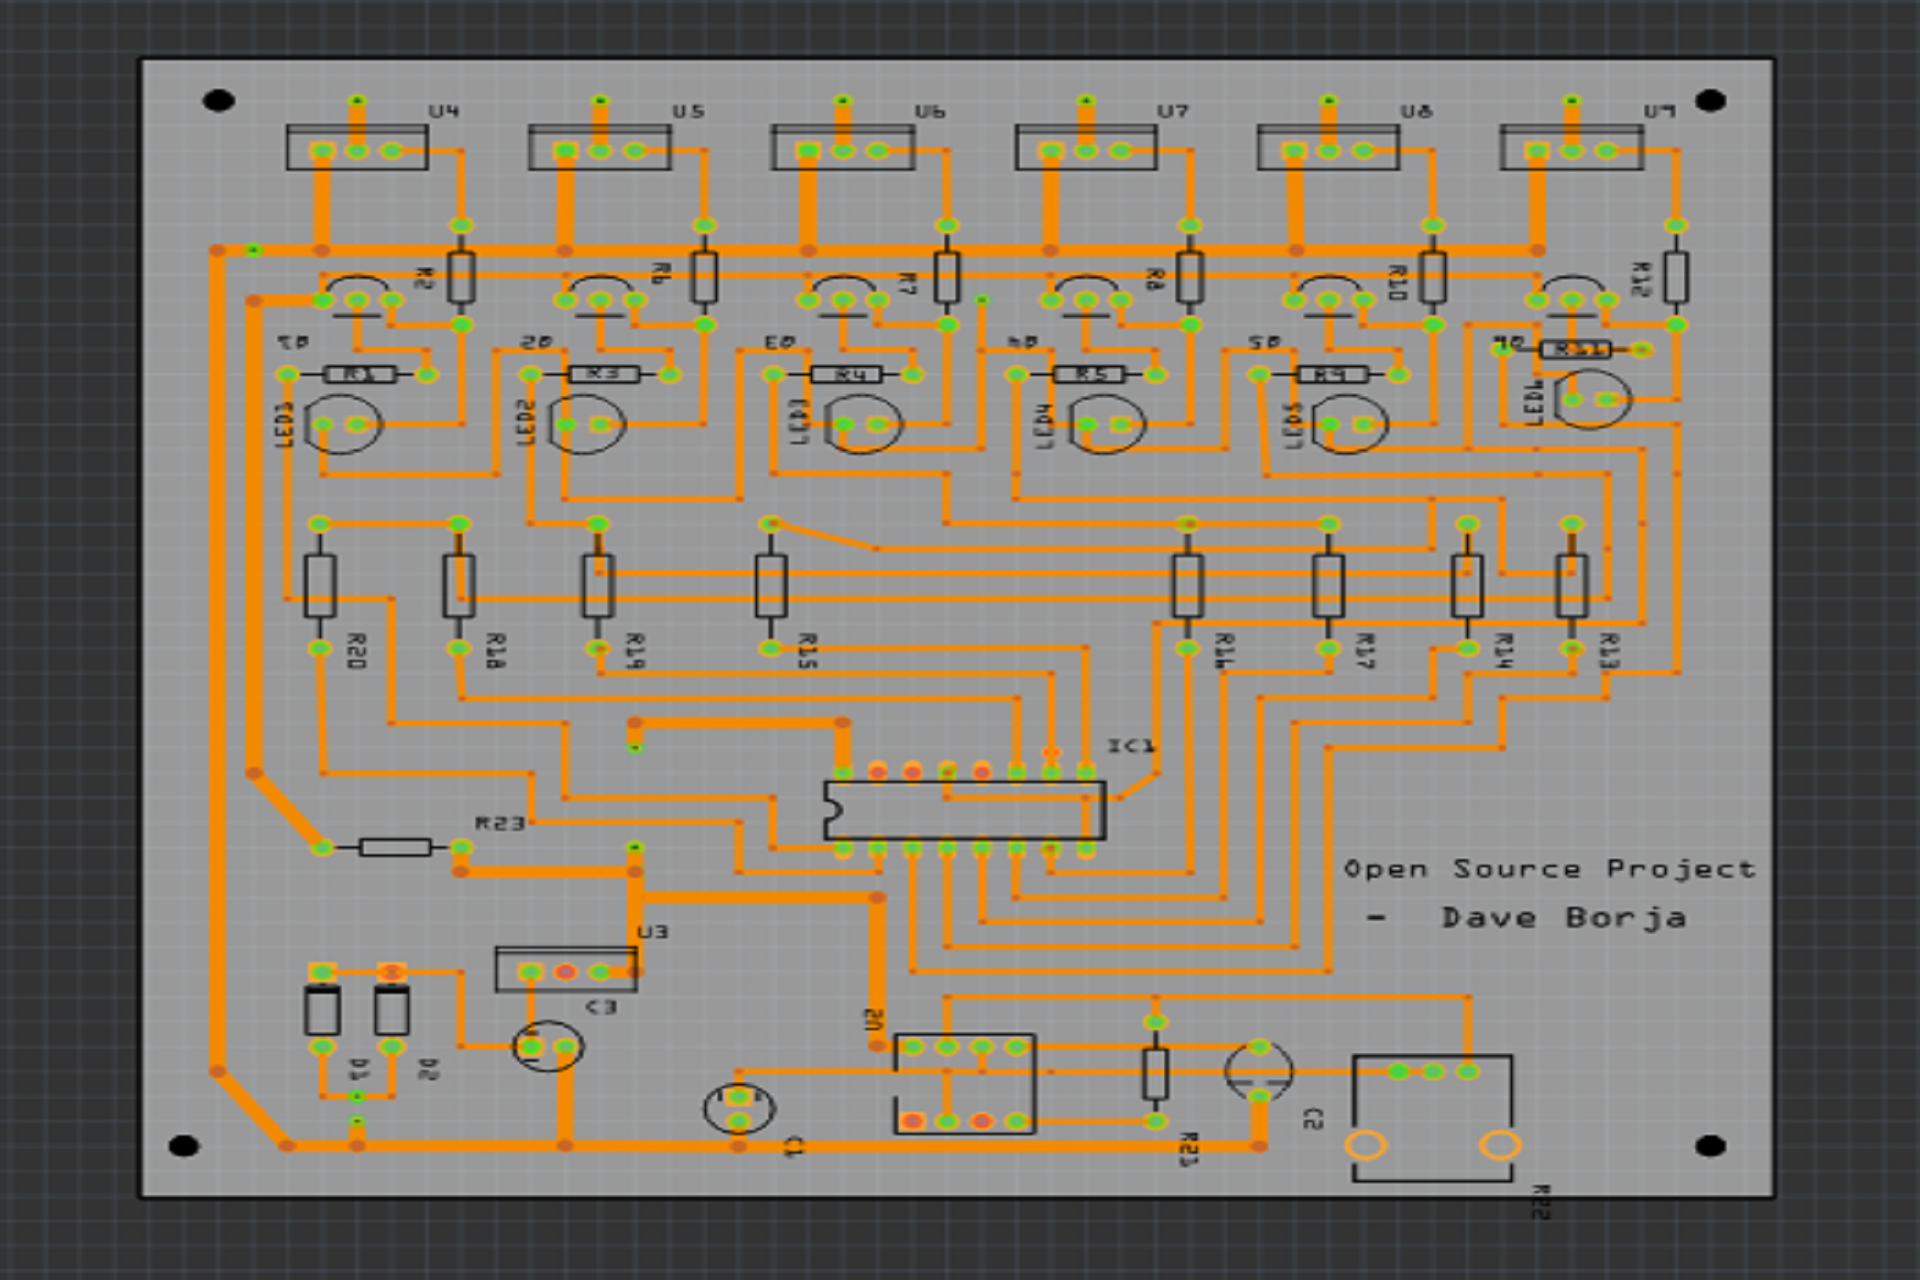 U4 U5 U6 U7 U8 U9
R2 R6 R7 R8 R10 R12
Q1 Q2 Q3 Q4 Q5 Q6
R1 R3 R4 R5 R9 R11
LED1 LED2 LED3 LED4 LED5 LED6
R20 R18 R19 R15 R16 R17 R14 R13
IC1
R23
Open Source Project
- Dave Borja
U3
C3
U2
D1 D2
C1 R21 C2
R22